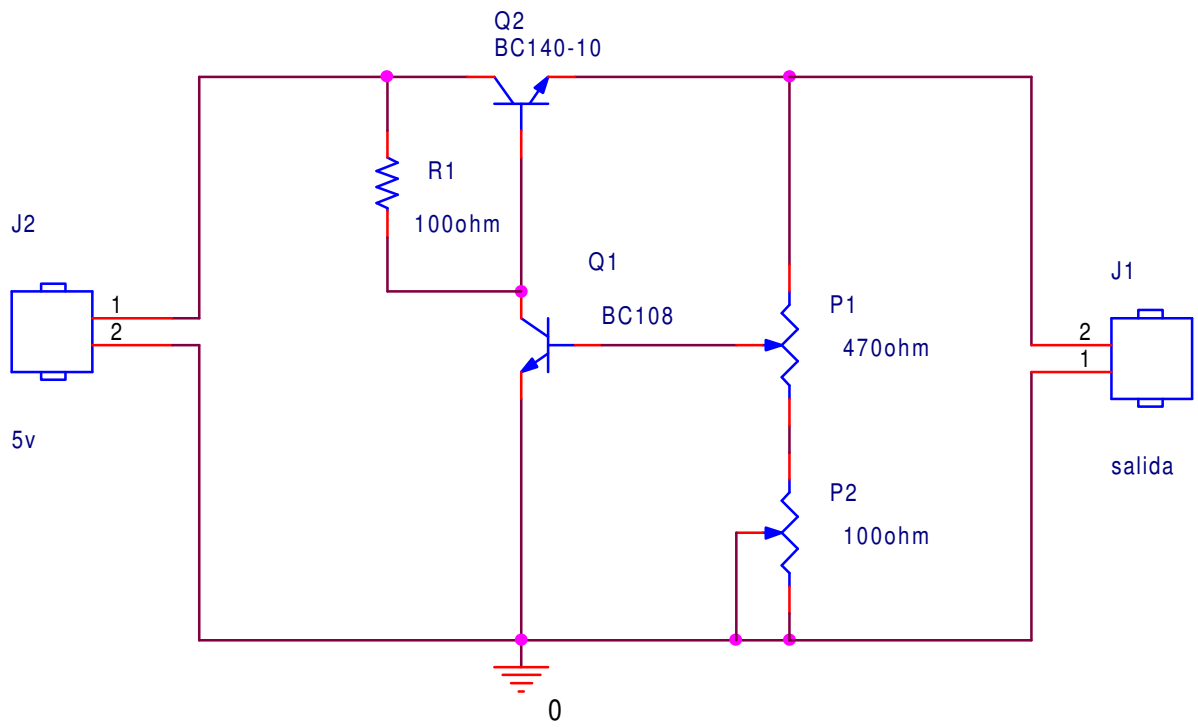 Q2
BC140-10
R1
100ohm
J2
1
2
5v
Q1
BC108
P1
470ohm
J1
2
1
salida
P2
100ohm
0